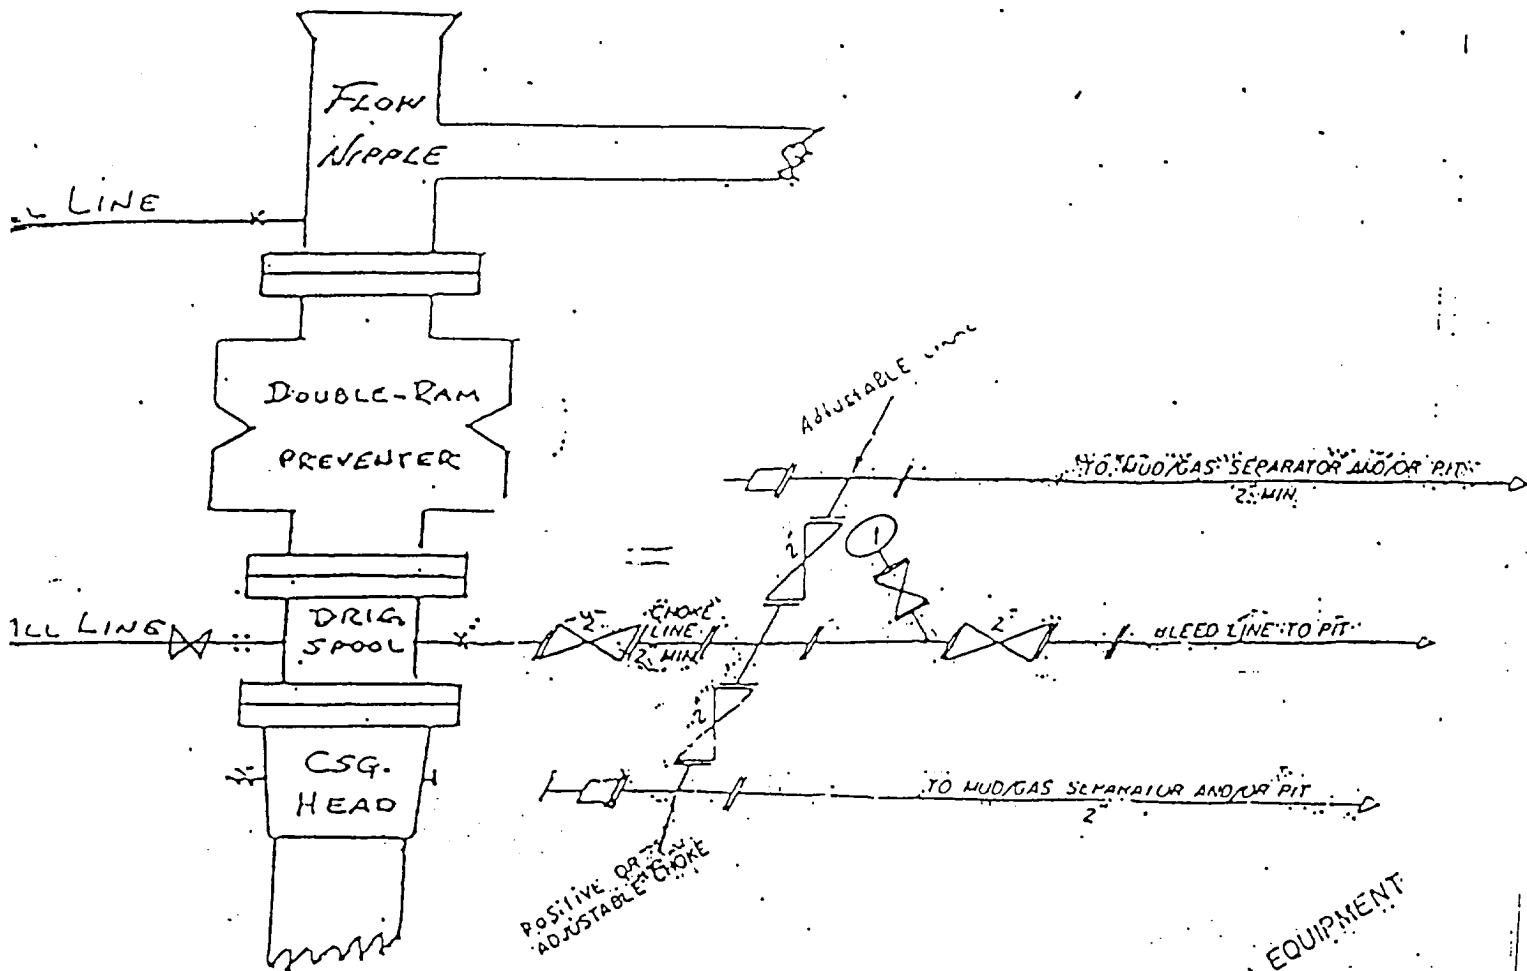 FLOW
NIPPLE
LINE
DOUBLE-RAM
PREVENTER
ADJUSTABLE
TO MUD/GAS SEPARATOR AND/OR PIT
2" MIN.
2"
LINE
DRLG.
SPOOL
CHOKE
LINE
2" MIN
2"
BLEED LINE TO PIT
2"
CSG.
HEAD
TO MUD/GAS SEPARATOR AND/OR PIT
2"
POSITIVE OR
ADJUSTABLE CHOKE
EQUIPMENT